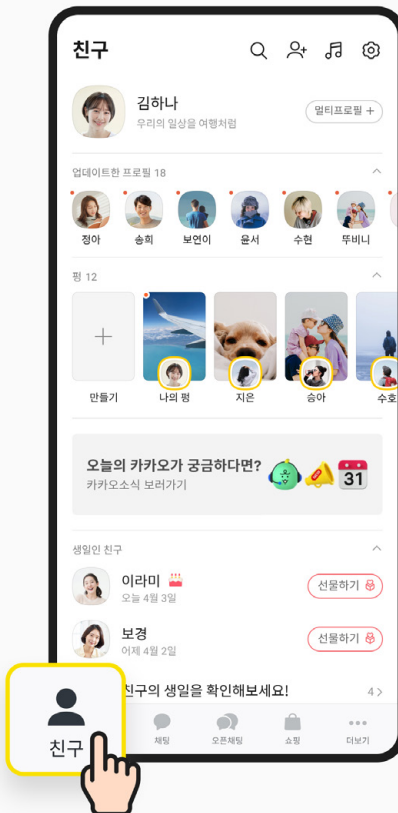 친구
김하나
우리의 일상을 여행처럼
멀티프로필 +
업데이트한 프로필 18
정아 송희 보연이 윤서 수현 뚜비니
펑 12
만들기 나의 펑 지은 승아 수호
오늘의 카카오가 궁금하다면?
카카오소식 보러가기
31
생일인 친구
이라미
오늘 4월 3일
선물하기
보경
어제 4월 2일
선물하기
친구의 생일을 확인해보세요!
4 >
친구 채팅 오픈채팅 쇼핑 더보기